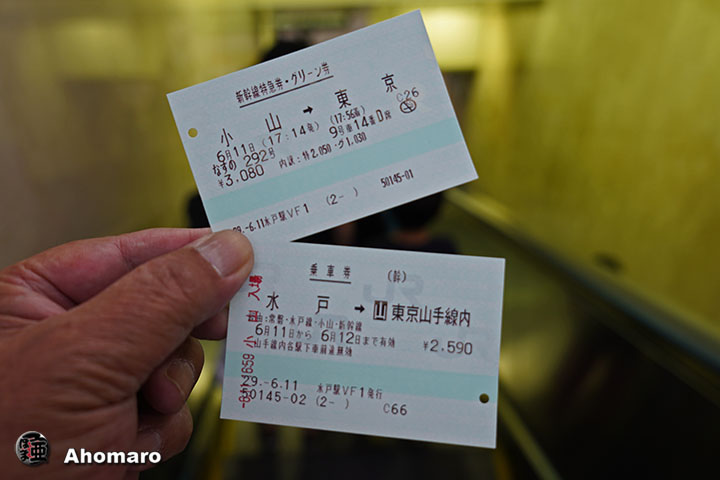 新幹線特急券・グリーン券
小 山 → 東 京
6月11日 (17:14発) (17:56着) C26
なすの 292号 9号車14番D席
¥3,080 内訳:特2,050・グ1,030
29.-6.11水戸駅VF1 (2- ) 50145-01
乗車券 (幹)
水 戸 → 山 東京山手線内
由:常磐・水戸線・小山・新幹線
6月11日から 6月12日まで有効 ¥2,590
山手線内各駅下車前途無効
29.-6.11 水戸駅VF1発行
50145-02 (2- ) C66
入場
Ahomaro